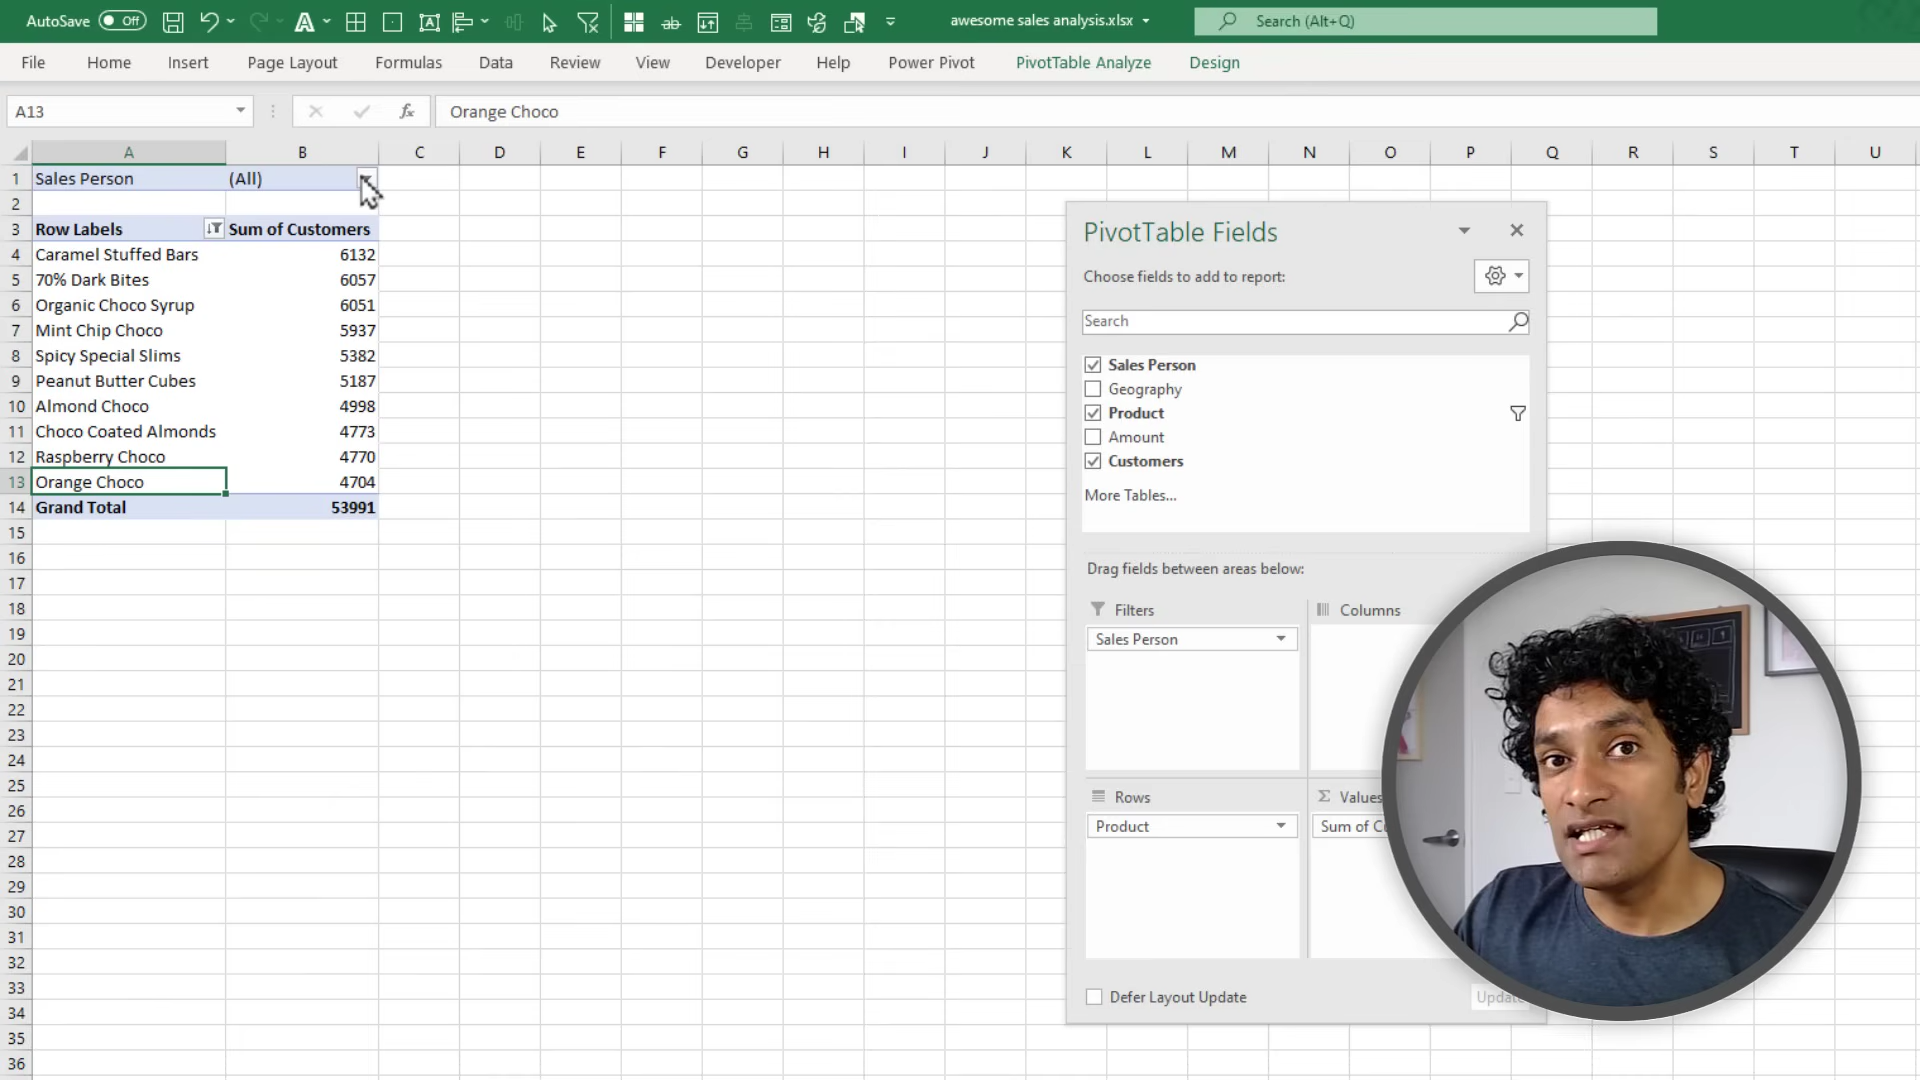 AutoSave Off awesome sales analysis.xlsx Search (Alt+Q)
File Home Insert Page Layout Formulas Data Review View Developer Help Power Pivot PivotTable Analyze Design
A13 fx Orange Choco
A B C D E F G H I J K L M N O P Q R S T U
1 Sales Person (All)
2
3 Row Labels Sum of Customers
4 Caramel Stuffed Bars 6132
5 70% Dark Bites 6057
6 Organic Choco Syrup 6051
7 Mint Chip Choco 5937
8 Spicy Special Slims 5382
9 Peanut Butter Cubes 5187
10 Almond Choco 4998
11 Choco Coated Almonds 4773
12 Raspberry Choco 4770
13 Orange Choco 4704
14 Grand Total 53991
15
16
17
18
19
20
21
22
23
24
25
26
27
28
29
30
31
32
33
34
35
36
PivotTable Fields
Choose fields to add to report:
Search
Sales Person
Geography
Product
Amount
Customers
More Tables...
Drag fields between areas below:
Filters Columns
Sales Person
Rows Σ Values
Product Sum of C
Defer Layout Update Update